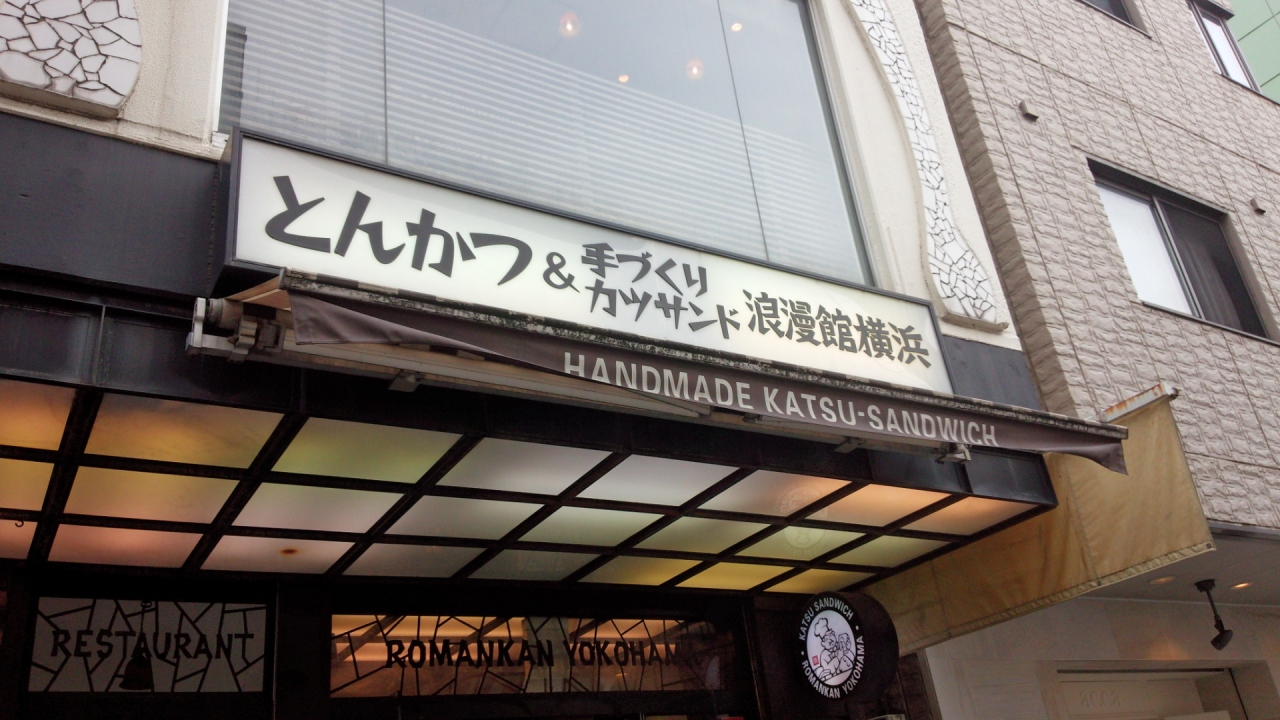 とんかつ & 手づくりカツサンド 浪漫館横浜
HANDMADE KATSU-SANDWICH
RESTAURANT
ROMANKAN YOKOHAMA
KATSU SANDWICH
ROMANKAN YOKOHAMA